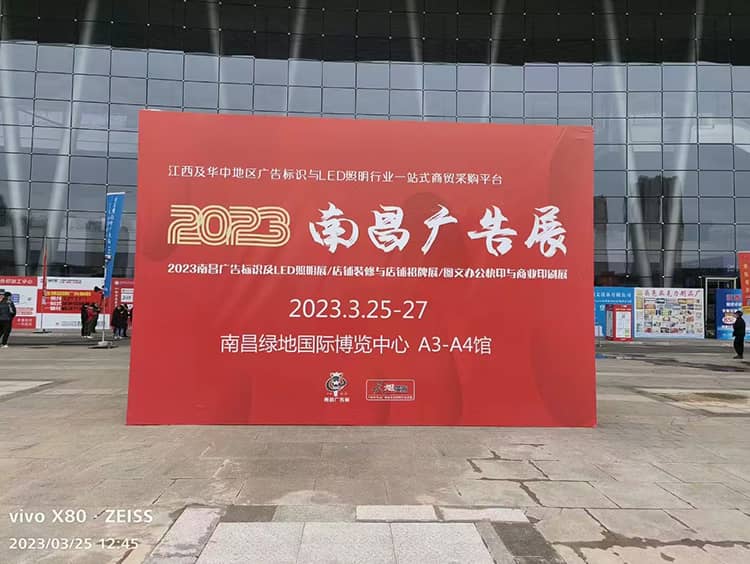 江西及华中地区广告标识与LED照明行业一站式商贸采购平台
2023 南昌广告展
2023南昌广告标识及LED照明展/店铺装修与店铺招牌展/图文办公快印与商业印刷展
2023.3.25-27
南昌绿地国际博览中心 A3-A4馆
南昌广告展
vivo X80 · ZEISS
2023/03/25 12:45